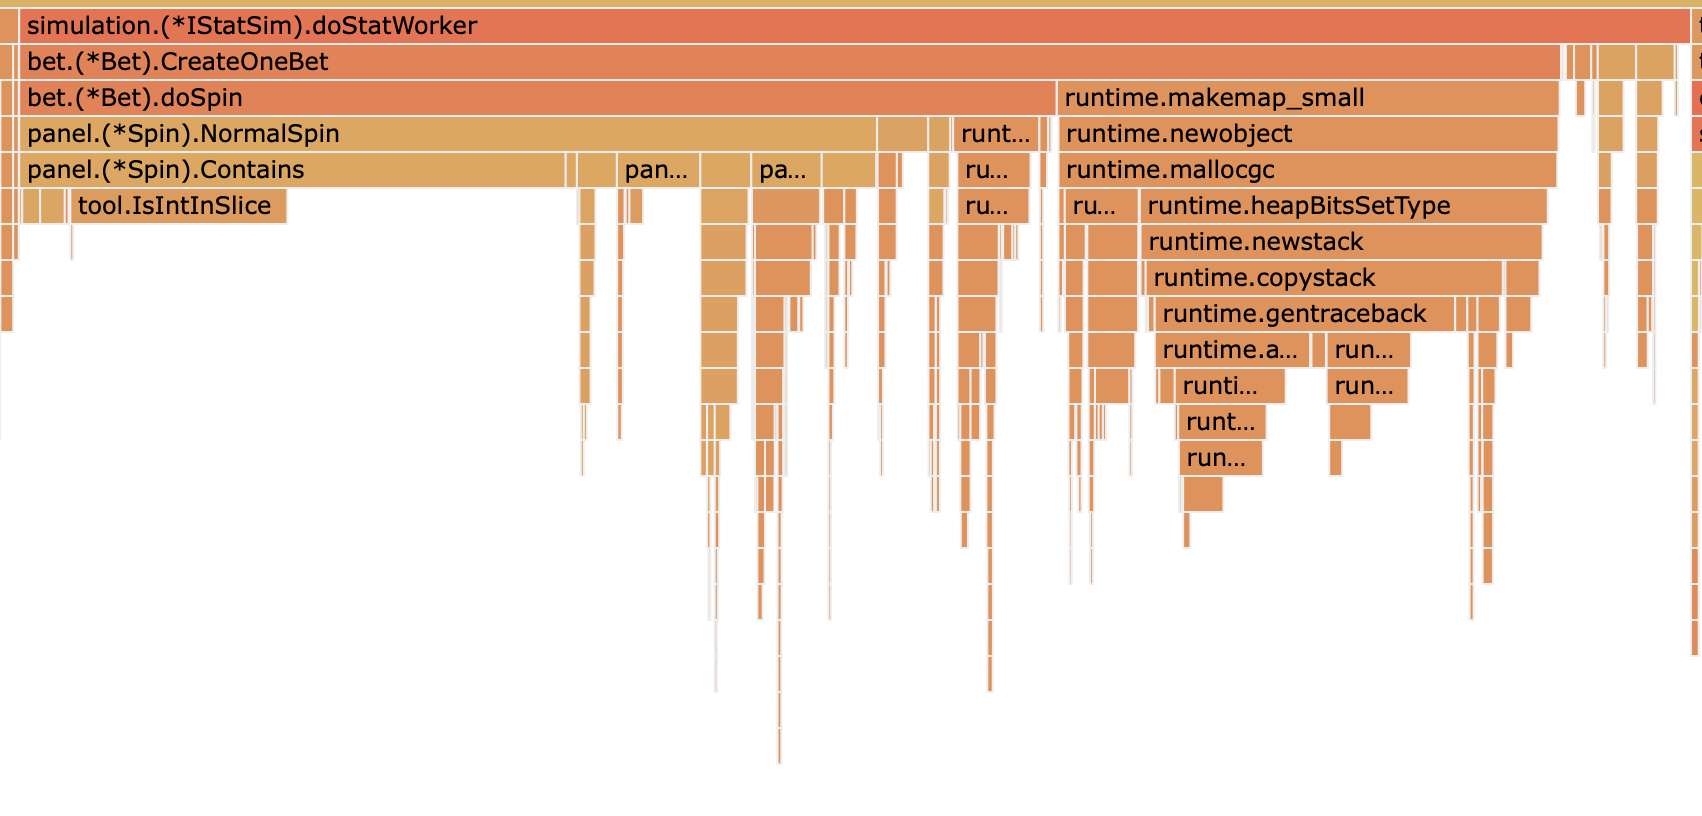 simulation.(*IStatSim).doStatWorker
bet.(*Bet).CreateOneBet
bet.(*Bet).doSpin
runtime.makemap_small
panel.(*Spin).NormalSpin
runt...
runtime.newobject
panel.(*Spin).Contains
pan...
pa...
ru...
runtime.mallocgc
tool.IsIntInSlice
ru...
ru...
runtime.heapBitsSetType
runtime.newstack
runtime.copystack
runtime.gentraceback
runtime.a...
run...
runti...
run...
runt...
run...